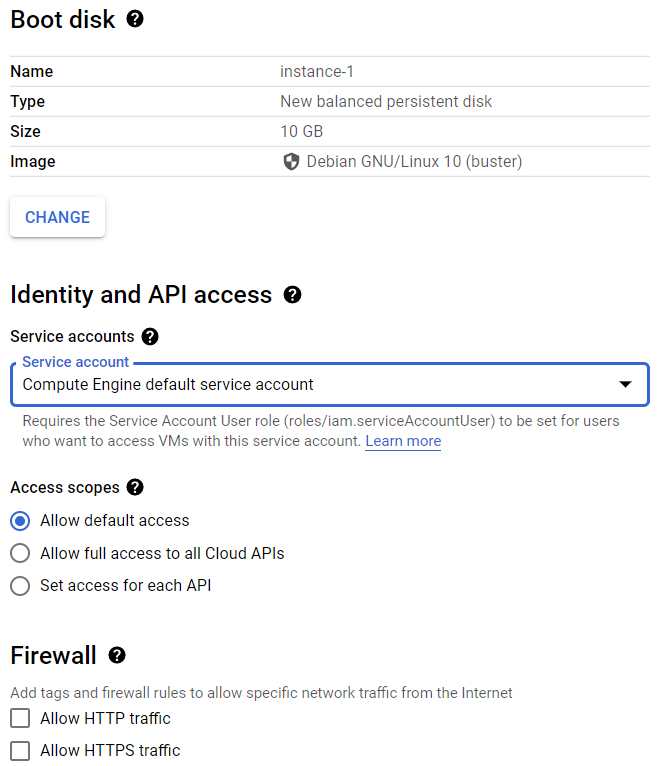 Boot disk
Name instance-1
Type New balanced persistent disk
Size 10 GB
Image Debian GNU/Linux 10 (buster)
CHANGE
Identity and API access
Service accounts
Service account
Compute Engine default service account
Requires the Service Account User role (roles/iam.serviceAccountUser) to be set for users
who want to access VMs with this service account. Learn more
Access scopes
Allow default access
Allow full access to all Cloud APIs
Set access for each API
Firewall
Add tags and firewall rules to allow specific network traffic from the Internet
Allow HTTP traffic
Allow HTTPS traffic